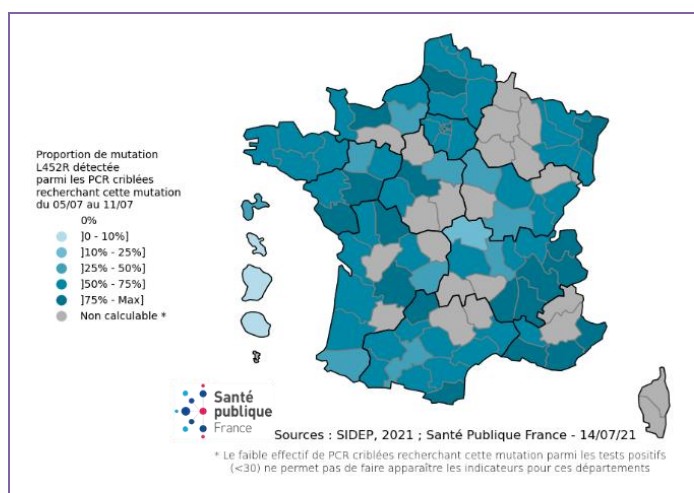 Proportion de mutation
L452R détectée
parmi les PCR criblées
recherchant cette mutation
du 05/07 au 11/07
0%
]0 - 10%]
]10% - 25%]
]25% - 50%]
]50% - 75%]
]75% - Max]
Non calculable *
Santé
publique
France
Sources : SIDEP, 2021 ; Santé Publique France - 14/07/21
* Le faible effectif de PCR criblées recherchant cette mutation parmi les tests positifs
(<30) ne permet pas de faire apparaître les indicateurs pour ces départements